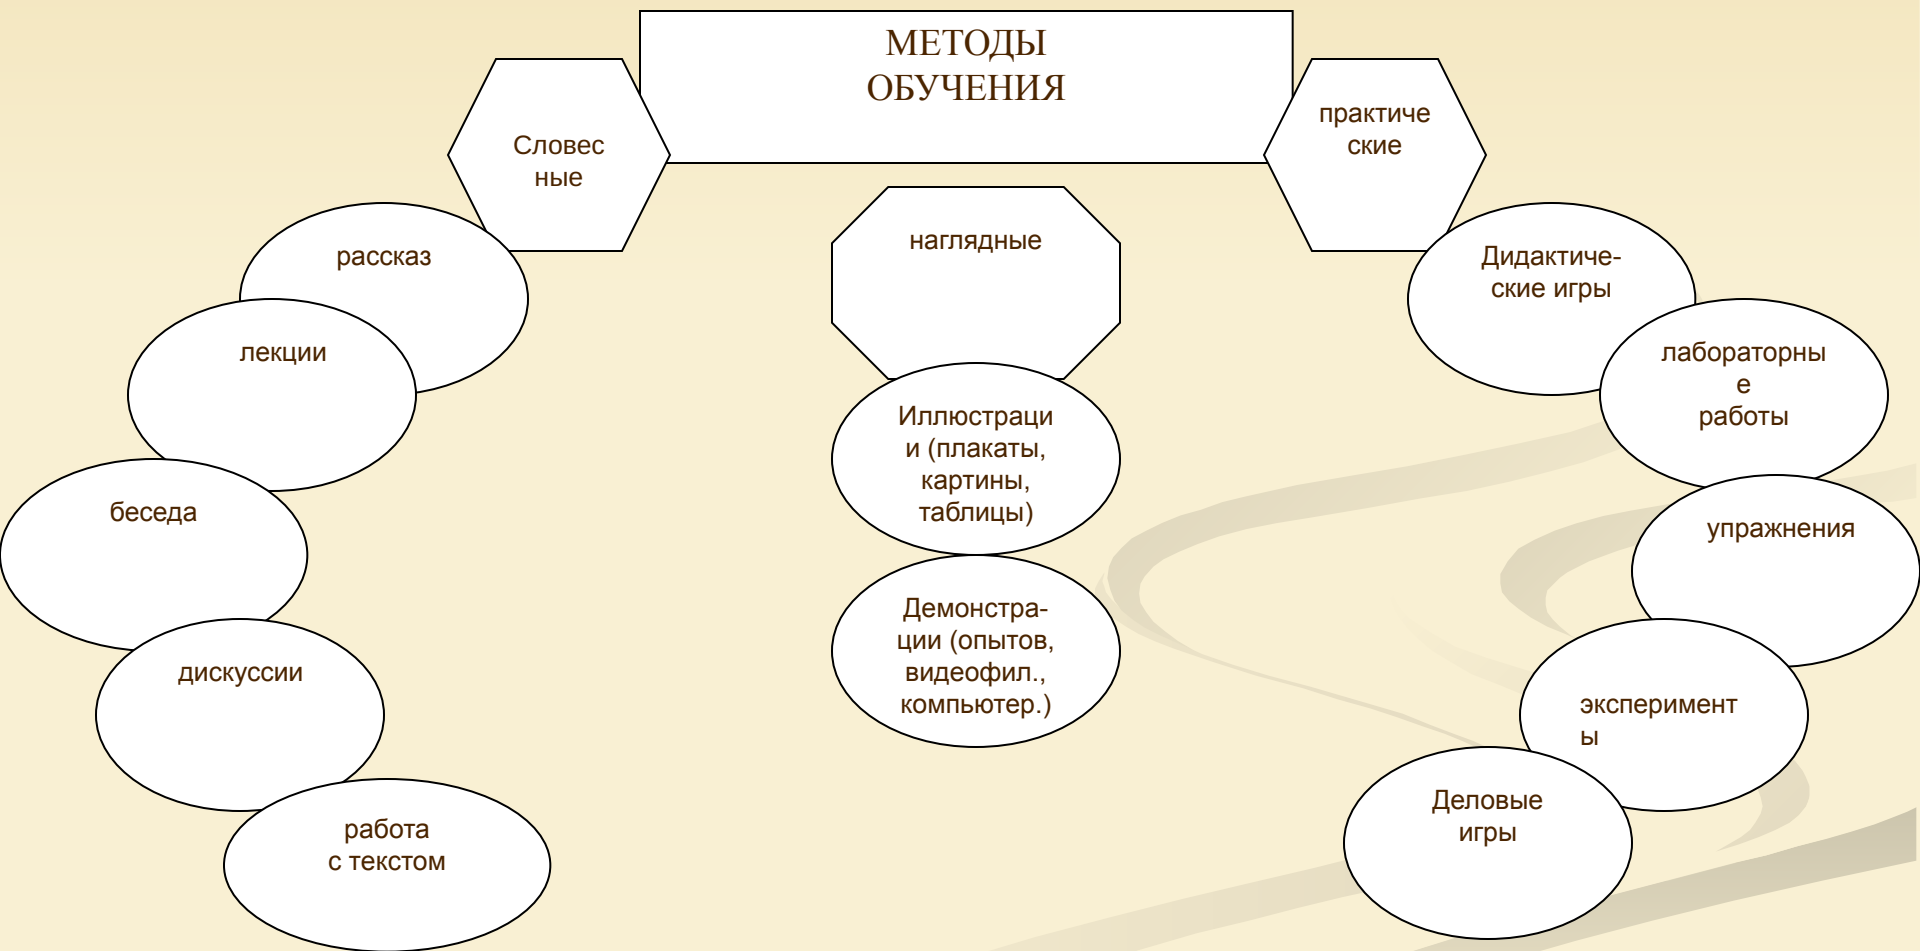 МЕТОДЫ
ОБУЧЕНИЯ
Словес
ные
рассказ
лекции
беседа
дискуссии
работа
с текстом
наглядные
Иллюстраци
и (плакаты,
картины,
таблицы)
Демонстра-
ции (опытов,
видеофил.,
компьютер.)
практиче
ские
Дидактиче-
ские игры
лабораторны
е
работы
упражнения
эксперимент
ы
Деловые
игры